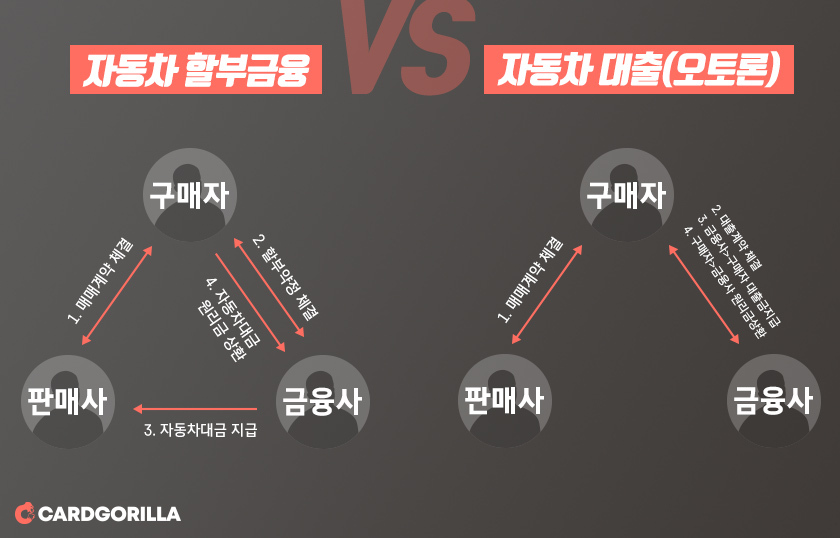 자동차 할부금융
VS
자동차 대출(오토론)
구매자
1. 매매계약 체결
2. 할부약정 체결
4. 자동차대금
원리금 상환
판매사
금융사
3. 자동차대금 지급
구매자
1. 매매계약 체결
2. 대출계약 체결
3. 금융사>구매자 대출금지급
4. 구매자>금융사 원리금상환
판매사
금융사
CARDGORILLA